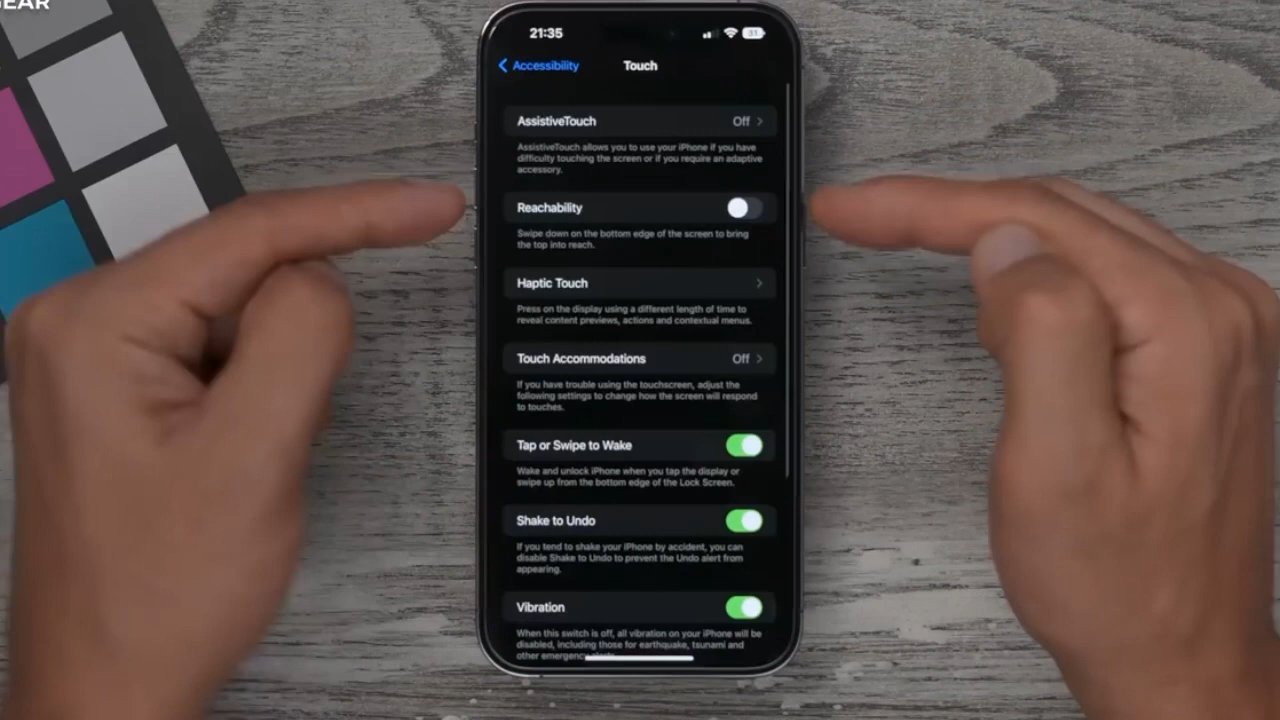 GEAR
21:35
31
Accessibility
Touch
AssistiveTouch
Off
AssistiveTouch allows you to use your iPhone if you have
difficulty touching the screen or if you require an adaptive
accessory.
Reachability
Swipe down on the bottom edge of the screen to bring
the top into reach.
Haptic Touch
Press on the display using a different length of time to
reveal content previews, actions and contextual menus.
Touch Accommodations
Off
If you have trouble using the touchscreen, adjust the
following settings to change how the screen will respond
to touches.
Tap or Swipe to Wake
Wake and unlock iPhone when you tap the display or
swipe up from the bottom edge of the Lock Screen.
Shake to Undo
If you tend to shake your iPhone by accident, you can
disable Shake to Undo to prevent the Undo alert from
appearing.
Vibration
When this switch is off, all vibration on your iPhone will be
disabled, including those for earthquake, tsunami and
other emergency alerts.